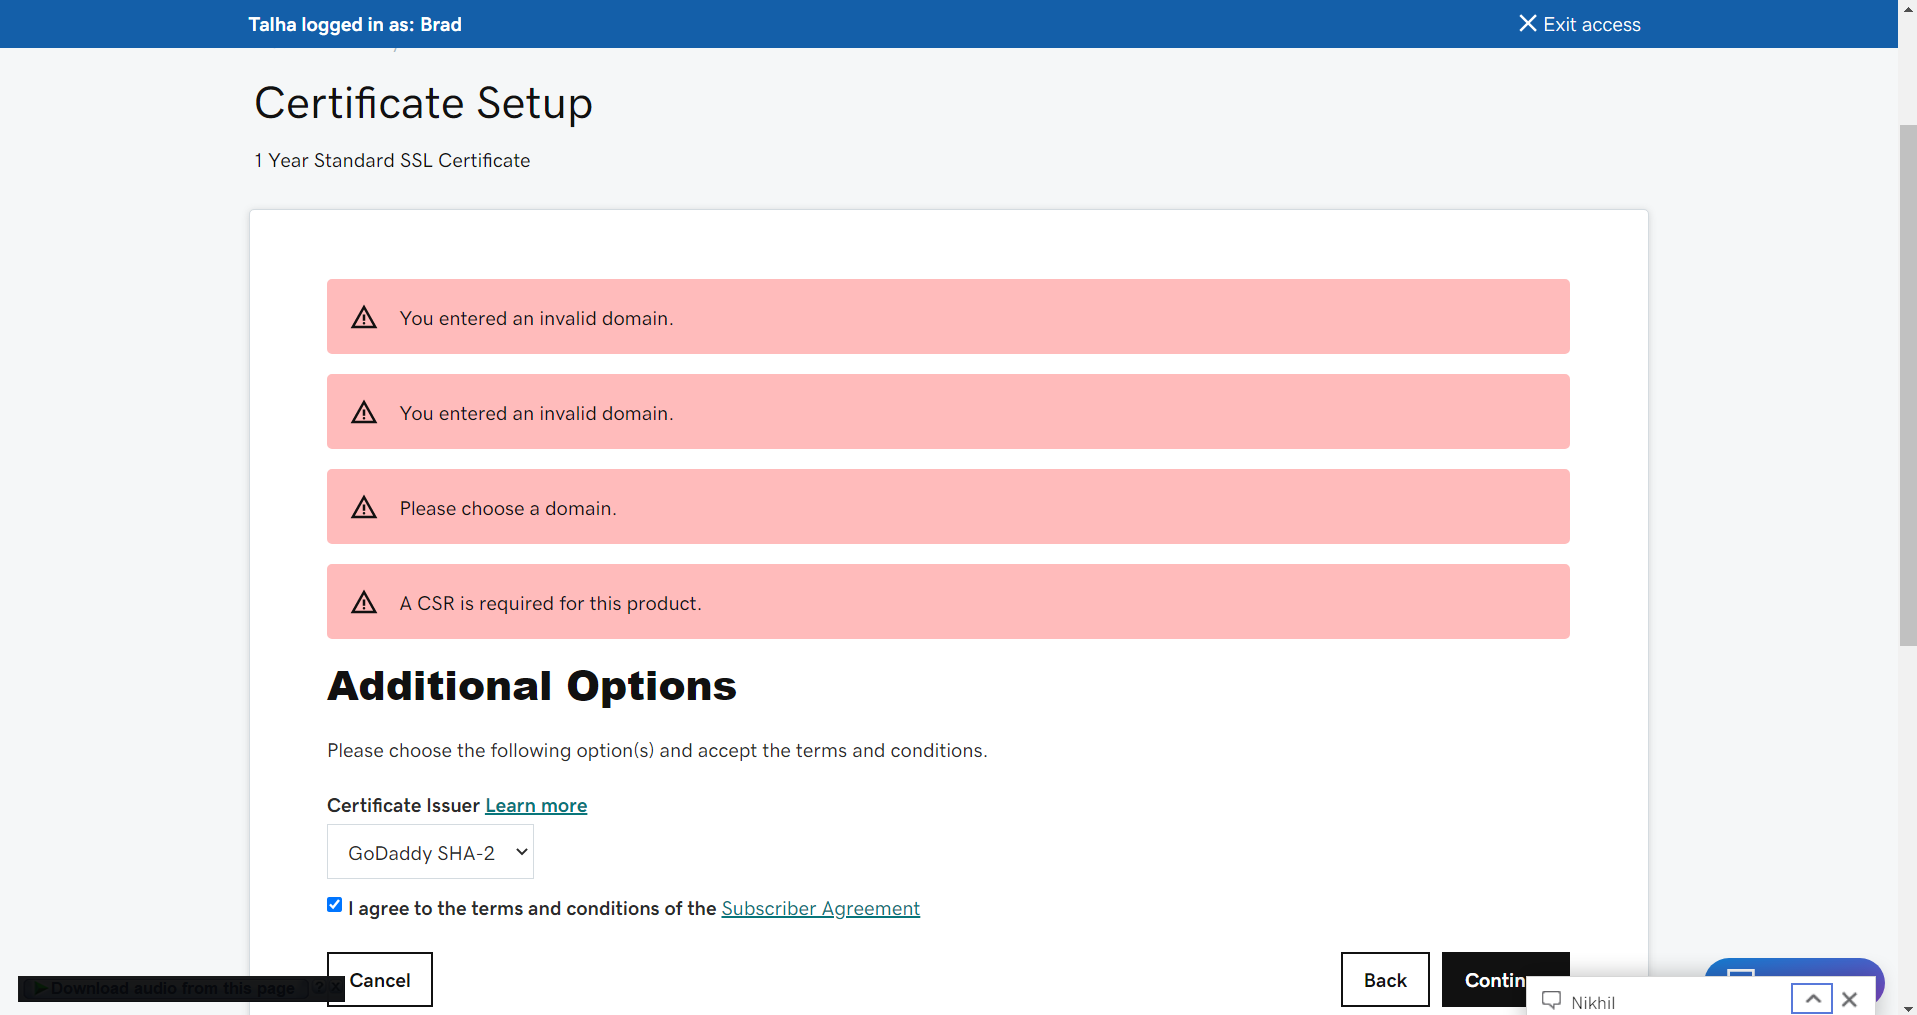 Talha logged in as: Brad
Exit access
Certificate Setup
1 Year Standard SSL Certificate
You entered an invalid domain.
You entered an invalid domain.
Please choose a domain.
A CSR is required for this product.
Additional Options
Please choose the following option(s) and accept the terms and conditions.
Certificate Issuer Learn more
GoDaddy SHA-2
I agree to the terms and conditions of the Subscriber Agreement
Cancel
Back
Contin
Download audio from this page
? X
Nikhil